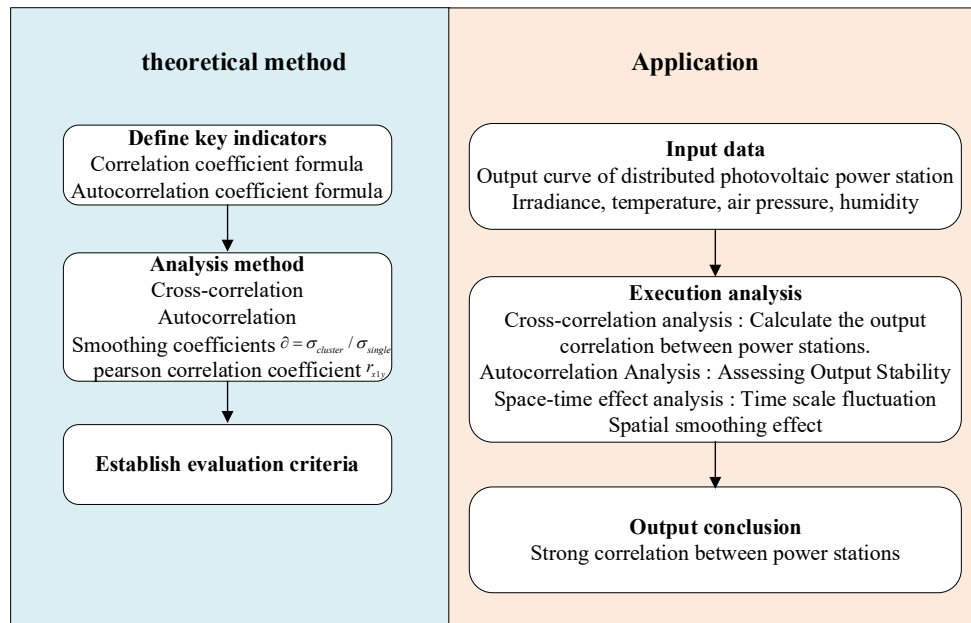 theoretical method
Define key indicators
Correlation coefficient formula
Autocorrelation coefficient formula
Analysis method
Cross-correlation
Autocorrelation
Smoothing coefficients ∂ = σ_cluster / σ_single
pearson correlation coefficient r_x1y
Establish evaluation criteria
Application
Input data
Output curve of distributed photovoltaic power station
Irradiance, temperature, air pressure, humidity
Execution analysis
Cross-correlation analysis : Calculate the output
correlation between power stations.
Autocorrelation Analysis : Assessing Output Stability
Space-time effect analysis : Time scale fluctuation
Spatial smoothing effect
Output conclusion
Strong correlation between power stations